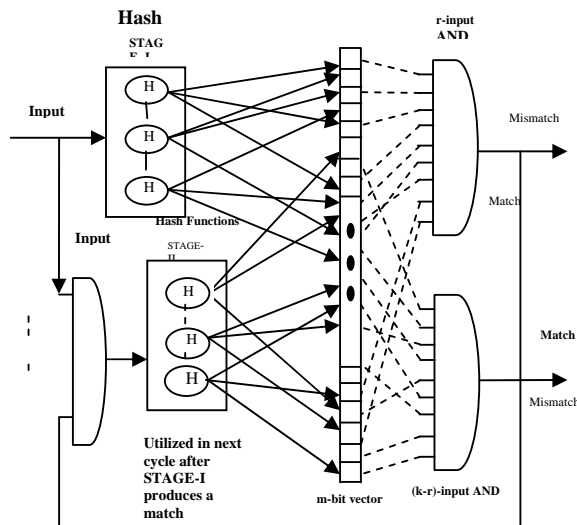 Hash
STAG
r-input
AND
H
Input
H
Mismatch
H
Match
Hash Functions
Input
STAGE-
II
H
H
Match
H
Mismatch
Utilized in next
cycle after
STAGE-I
produces a
match
m-bit vector
(k-r)-input AND